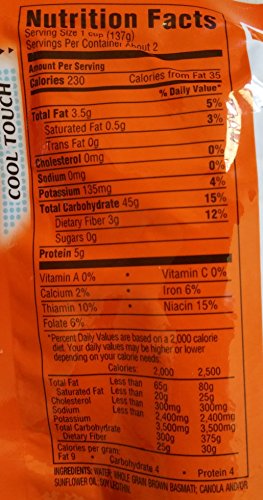 COOL TOUCH
Nutrition Facts
Serving Size 1 cup (137g)
Servings Per Container About 2
Amount Per Serving
Calories 230 Calories from Fat 35
% Daily Value*
Total Fat 3.5g 5%
Saturated Fat 0.5g 3%
Trans Fat 0g
Cholesterol 0mg 0%
Sodium 0mg 0%
Potassium 135mg 4%
Total Carbohydrate 45g 15%
Dietary Fiber 3g 12%
Sugars 0g
Protein 5g
Vitamin A 0% • Vitamin C 0%
Calcium 2% • Iron 6%
Thiamin 10% • Niacin 15%
Folate 6%
*Percent Daily Values are based on a 2,000 calorie
diet. Your daily values may be higher or lower
depending on your calorie needs:
Calories: 2,000 2,500
Total Fat Less than 65g 80g
Saturated Fat Less than 20g 25g
Cholesterol Less than 300mg 300mg
Sodium Less than 2,400mg 2,400mg
Potassium 3,500mg 3,500mg
Total Carbohydrate 300g 375g
Dietary Fiber 25g 30g
Calories per gram:
Fat 9 • Carbohydrate 4 • Protein 4
INGREDIENTS: WATER, WHOLE GRAIN BROWN BASMATI, CANOLA AND/OR
SUNFLOWER OIL, SOY LECITHIN.